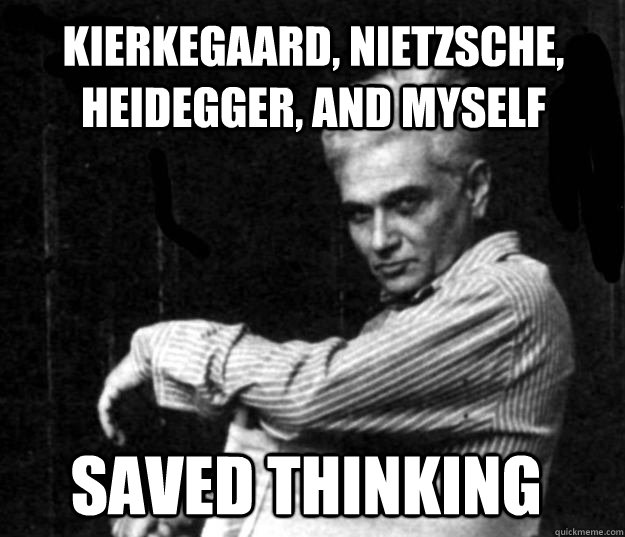 KIERKEGAARD, NIETZSCHE,
HEIDEGGER, AND MYSELF
SAVED THINKING
quickmeme.com